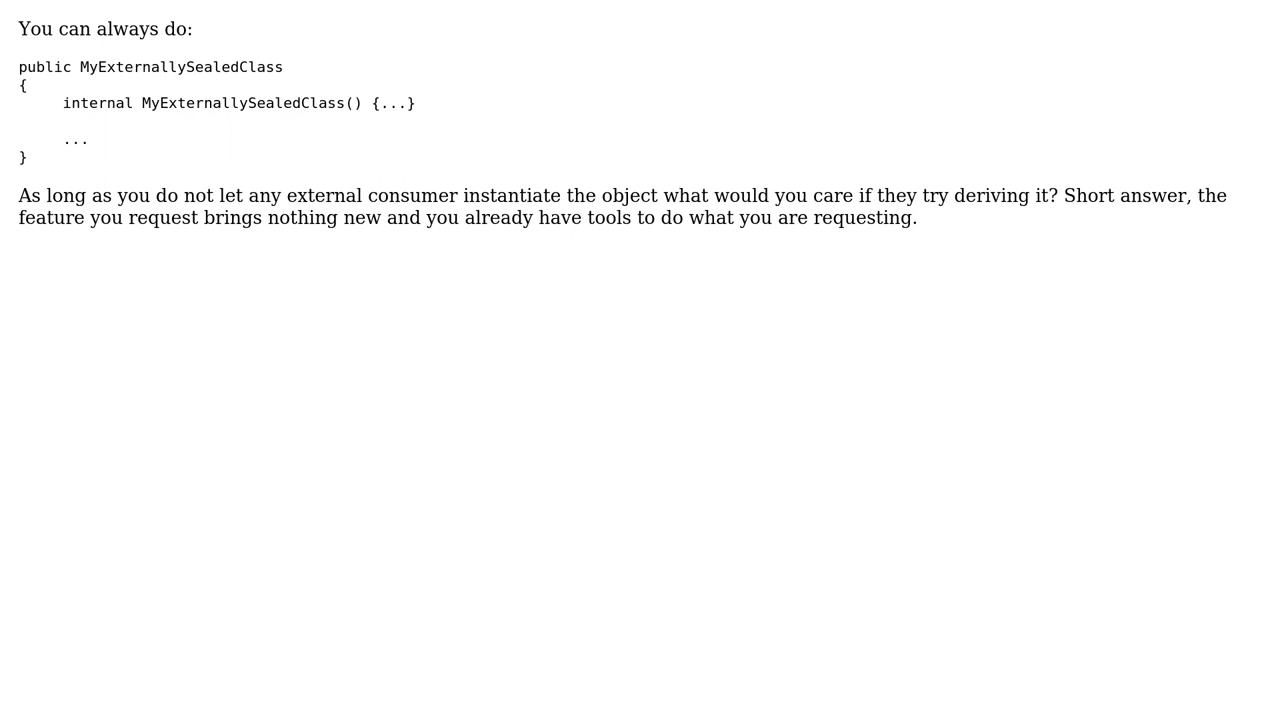 You can always do:
public MyExternallySealedClass
{
     internal MyExternallySealedClass() {...}
     ...
}
As long as you do not let any external consumer instantiate the object what would you care if they try deriving it? Short answer, the
feature you request brings nothing new and you already have tools to do what you are requesting.